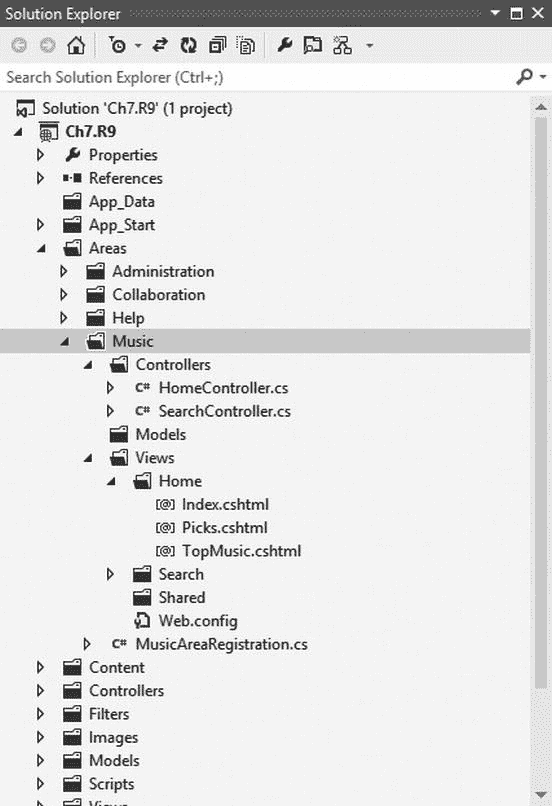 Solution Explorer
Search Solution Explorer (Ctrl+;)
Solution 'Ch7.R9' (1 project)
Ch7.R9
Properties
References
App_Data
App_Start
Areas
Administration
Collaboration
Help
Music
Controllers
C# HomeController.cs
C# SearchController.cs
Models
Views
Home
[@] Index.cshtml
[@] Picks.cshtml
[@] TopMusic.cshtml
Search
Shared
Web.config
C# MusicAreaRegistration.cs
Content
Controllers
Filters
Images
Models
Scripts